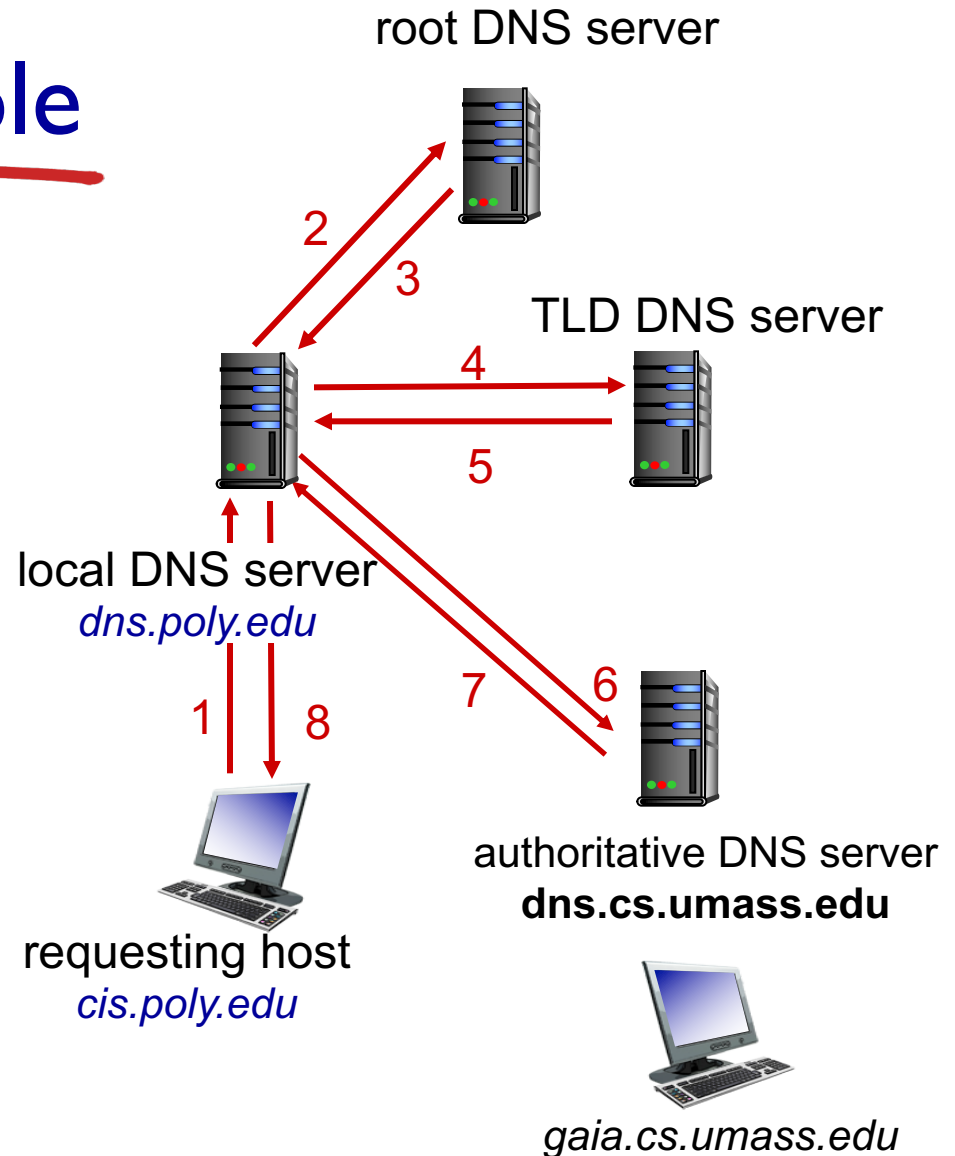 root DNS server
ole
2
3
TLD DNS server
4
5
local DNS server
dns.poly.edu
1
8
7
6
authoritative DNS server
dns.cs.umass.edu
requesting host
cis.poly.edu
gaia.cs.umass.edu